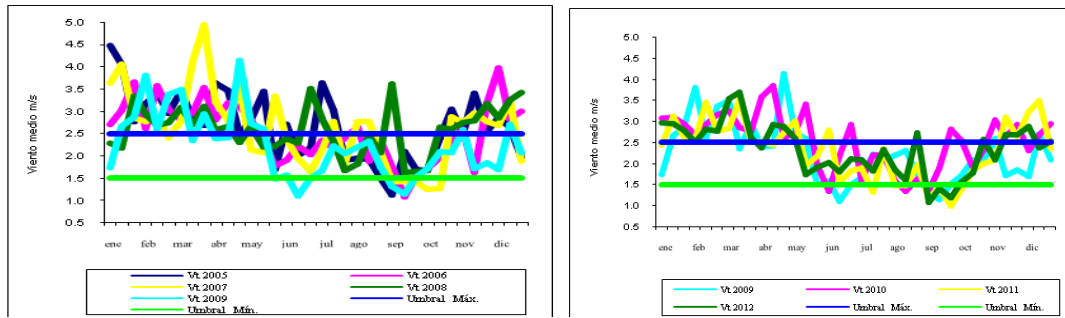 Viento medio m/s
5.0
4.5
4.0
3.5
3.0
2.5
2.0
1.5
1.0
0.5
ene feb mar abr may jun jul ago sep oct nov dic
Vt 2005 Vt 2006
Vt 2007 Vt 2008
Vt 2009 Umbral Máx.
Umbral Mín.
Viento medio m/s
5.0
4.5
4.0
3.5
3.0
2.5
2.0
1.5
1.0
0.5
ene feb mar abr may jun jul ago sep oct nov dic
Vt 2009 Vt 2010 Vt 2011
Vt 2012 Umbral Máx. Umbral Mín.